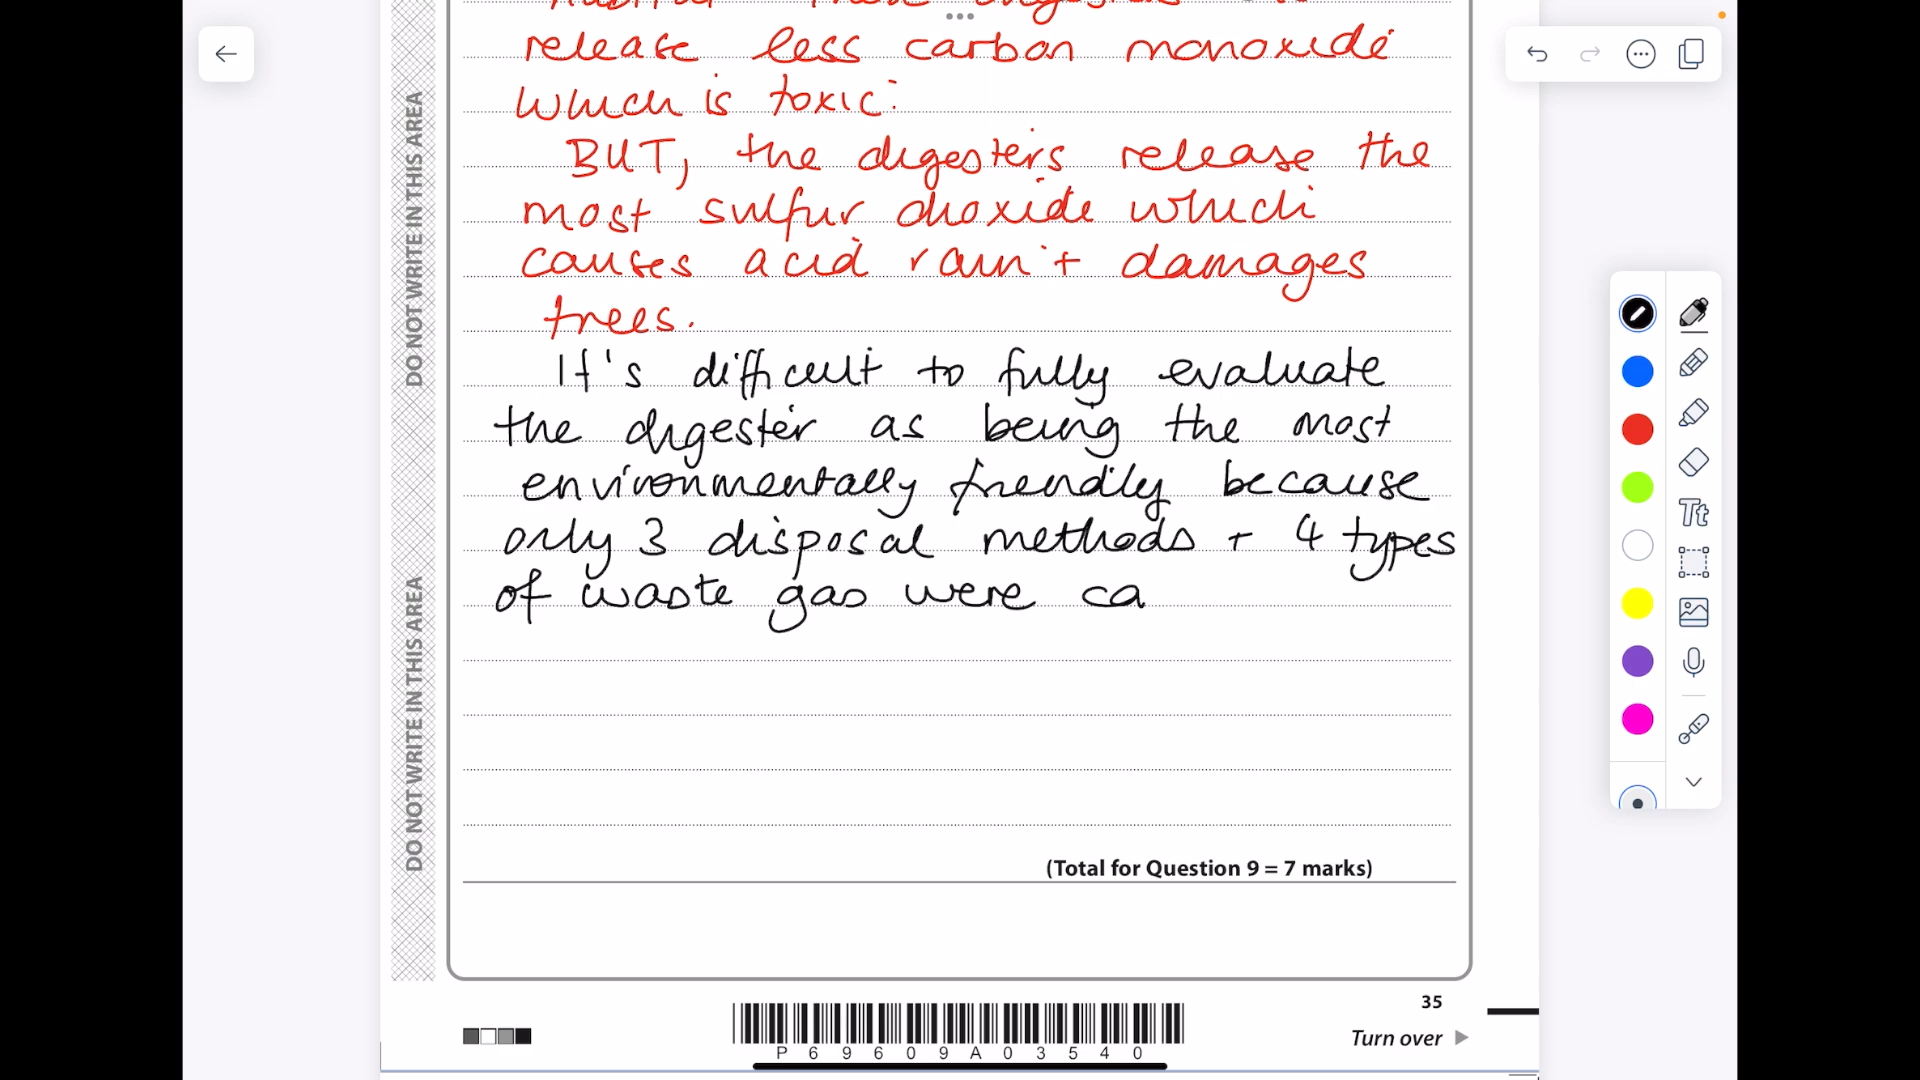 release less carbon monoxide
which is toxic.
BUT, the digesters release the
most sulfur dioxide which
causes acid rain + damages
trees.
It's difficult to fully evaluate
the digester as being the most
environmentally friendly because
only 3 disposal methods + 4 types
of waste gas were ca
(Total for Question 9 = 7 marks)
DO NOT WRITE IN THIS AREA
DO NOT WRITE IN THIS AREA
35
Turn over
P 6 9 6 0 9 A 0 3 5 4 0
Tt